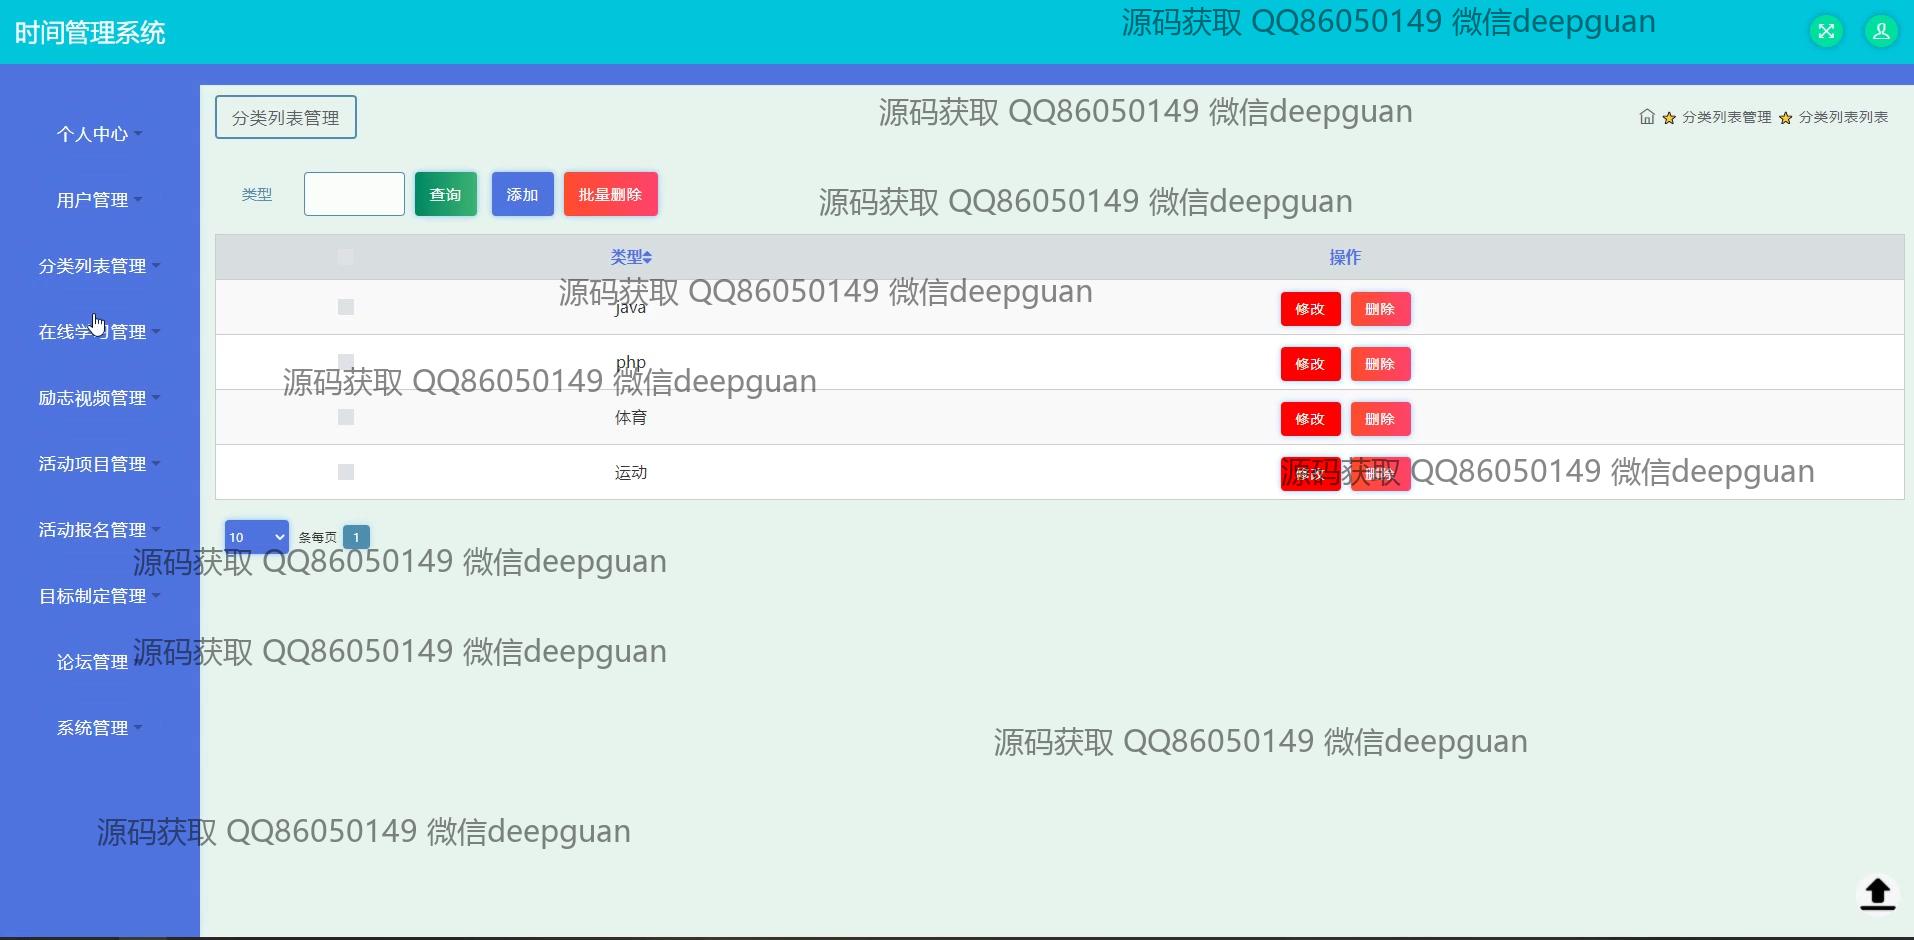 时间管理系统
源码获取 QQ86050149 微信deepguan
个人中心
用户管理
分类列表管理
在线学习管理
励志视频管理
活动项目管理
活动报名管理
目标制定管理
论坛管理
系统管理
分类列表管理
源码获取 QQ86050149 微信deepguan
分类列表管理 分类列表列表
类型 查询 添加 批量删除
源码获取 QQ86050149 微信deepguan
类型 操作
源码获取 QQ86050149 微信deepguan
java 修改 删除
php 修改 删除
源码获取 QQ86050149 微信deepguan
体育 修改 删除
运动 修改 删除
源码获取 QQ86050149 微信deepguan
10 条每页 1
源码获取 QQ86050149 微信deepguan
源码获取 QQ86050149 微信deepguan
源码获取 QQ86050149 微信deepguan
源码获取 QQ86050149 微信deepguan